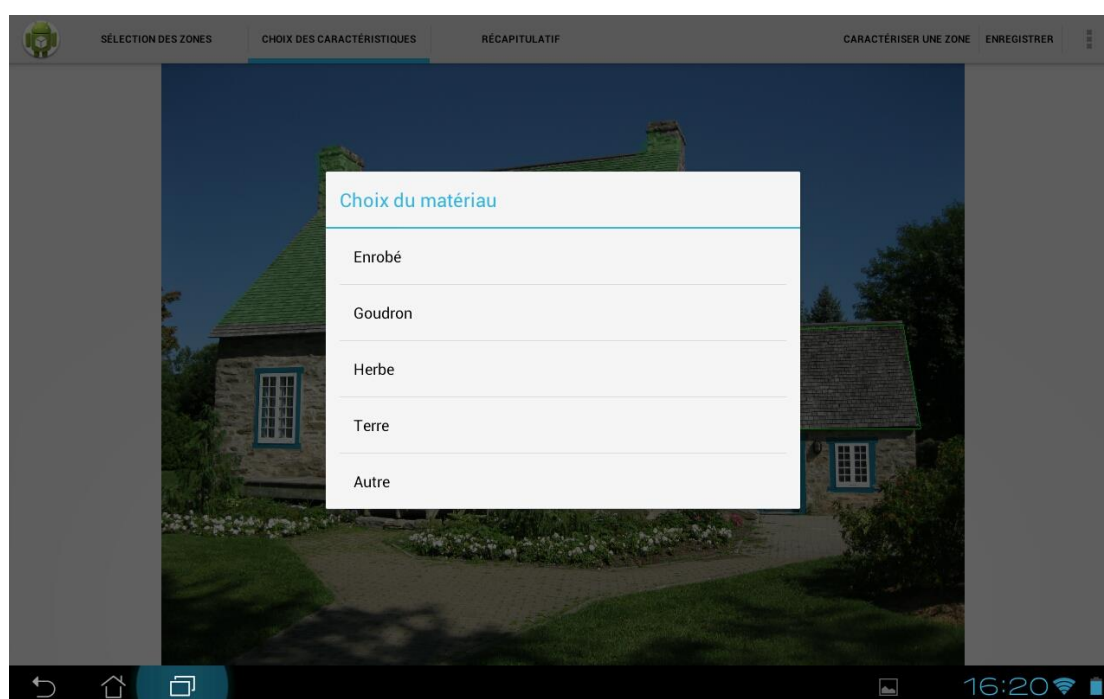 SÉLECTION DES ZONES CHOIX DES CARACTÉRISTIQUES RÉCAPITULATIF CARACTÉRISER UNE ZONE ENREGISTRER
Choix du matériau
Enrobé
Goudron
Herbe
Terre
Autre
16:20